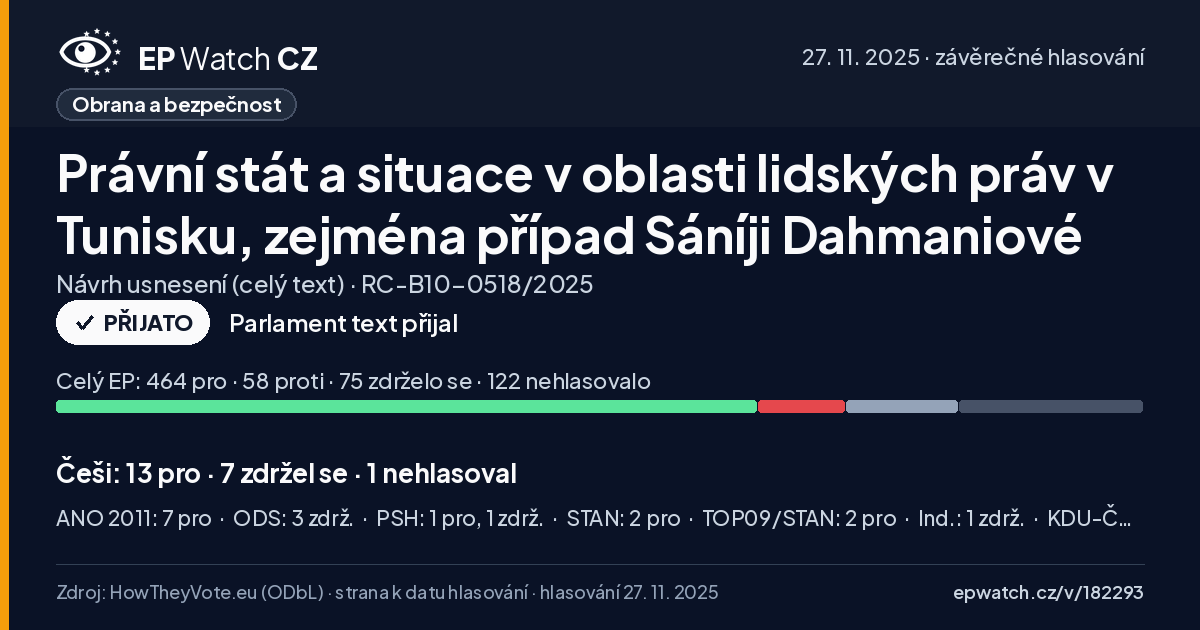 EP Watch CZ
27. 11. 2025 · závěrečné hlasování
Obrana a bezpečnost
Právní stát a situace v oblasti lidských práv v
Tunisku, zejména případ Sáníji Dahmaniové
Návrh usnesení (celý text) · RC-B10-0518/2025
✓ PŘIJATO Parlament text přijal
Celý EP: 464 pro · 58 proti · 75 zdrželo se · 122 nehlasovalo
Češi: 13 pro · 7 zdržel se · 1 nehlasoval
ANO 2011: 7 pro · ODS: 3 zdrž. · PSH: 1 pro, 1 zdrž. · STAN: 2 pro · TOP09/STAN: 2 pro · Ind.: 1 zdrž. · KDU-Č…
Zdroj: HowTheyVote.eu (ODbL) · strana k datu hlasování · hlasování 27. 11. 2025
epwatch.cz/v/182293